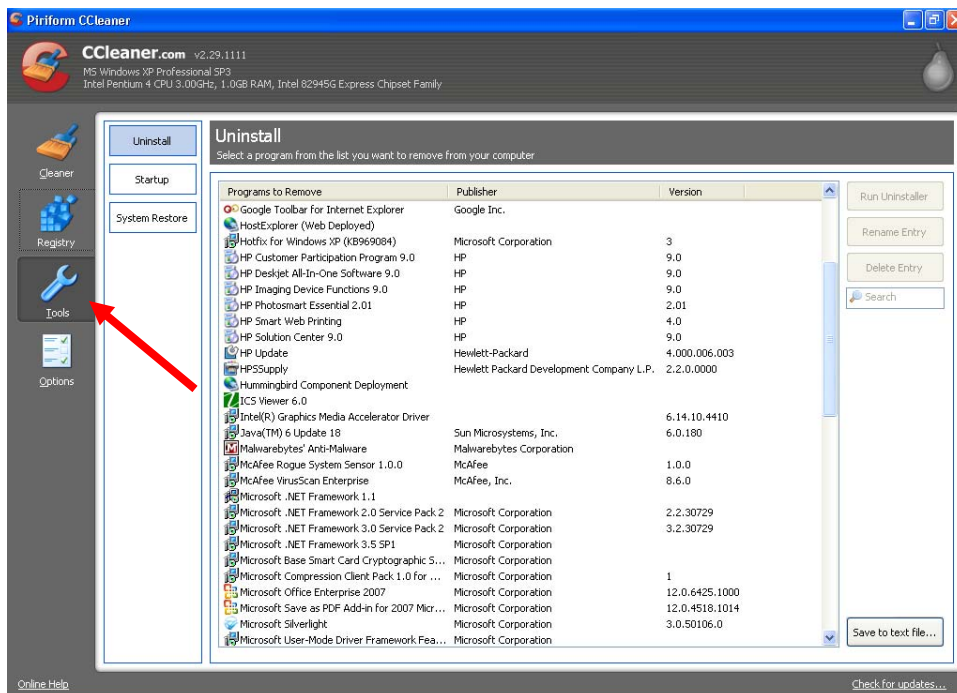 Piriform CCleaner
CCleaner.com v2.29.1111
MS Windows XP Professional SP3
Intel Pentium 4 CPU 3.00GHz, 1.0GB RAM, Intel 82945G Express Chipset Family
Cleaner
Registry
Tools
Options
Uninstall
Startup
System Restore
Uninstall
Select a program from the list you want to remove from your computer
Programs to Remove Publisher Version
Google Toolbar for Internet Explorer Google Inc.
HostExplorer (Web Deployed)
Hotfix for Windows XP (KB969084) Microsoft Corporation 3
HP Customer Participation Program 9.0 HP 9.0
HP Deskjet All-In-One Software 9.0 HP 9.0
HP Imaging Device Functions 9.0 HP 9.0
HP Photosmart Essential 2.01 HP 2.01
HP Smart Web Printing HP 4.0
HP Solution Center 9.0 HP 9.0
HP Update Hewlett-Packard 4.000.006.003
HPSSupply Hewlett Packard Development Company L.P. 2.2.0.0000
Hummingbird Component Deployment
ICS Viewer 6.0
Intel(R) Graphics Media Accelerator Driver 6.14.10.4410
Java(TM) 6 Update 18 Sun Microsystems, Inc. 6.0.180
Malwarebytes' Anti-Malware Malwarebytes Corporation
McAfee Rogue System Sensor 1.0.0 McAfee 1.0.0
McAfee VirusScan Enterprise McAfee, Inc. 8.6.0
Microsoft .NET Framework 1.1
Microsoft .NET Framework 2.0 Service Pack 2 Microsoft Corporation 2.2.30729
Microsoft .NET Framework 3.0 Service Pack 2 Microsoft Corporation 3.2.30729
Microsoft .NET Framework 3.5 SP1 Microsoft Corporation
Microsoft Base Smart Card Cryptographic S... Microsoft Corporation
Microsoft Compression Client Pack 1.0 for ... Microsoft Corporation 1
Microsoft Office Enterprise 2007 Microsoft Corporation 12.0.6425.1000
Microsoft Save as PDF Add-in for 2007 Micr... Microsoft Corporation 12.0.4518.1014
Microsoft Silverlight Microsoft Corporation 3.0.50106.0
Microsoft User-Mode Driver Framework Fea... Microsoft Corporation
Run Uninstaller
Rename Entry
Delete Entry
Search
Save to text file...
Online Help
Check for updates...